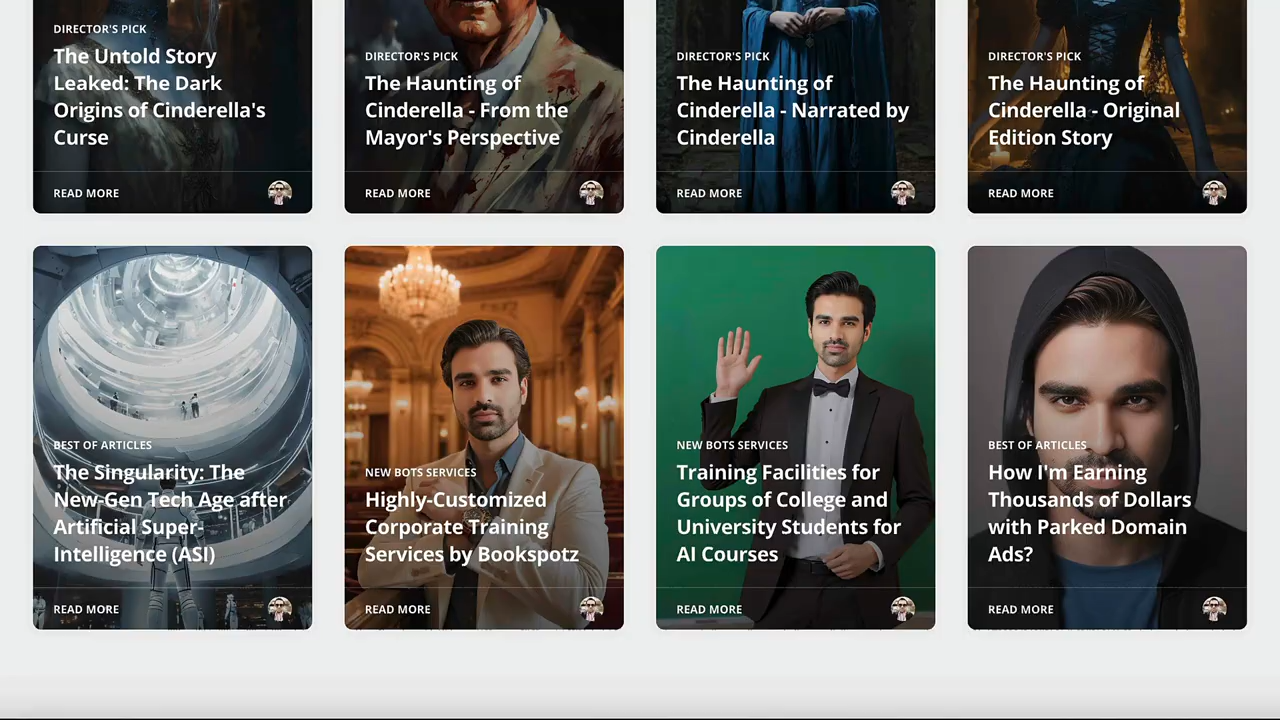 DIRECTOR'S PICK
The Untold Story
Leaked: The Dark
Origins of Cinderella's
Curse
READ MORE
DIRECTOR'S PICK
The Haunting of
Cinderella - From the
Mayor's Perspective
READ MORE
DIRECTOR'S PICK
The Haunting of
Cinderella - Narrated by
Cinderella
READ MORE
DIRECTOR'S PICK
The Haunting of
Cinderella - Original
Edition Story
READ MORE
BEST OF ARTICLES
The Singularity: The
New-Gen Tech Age after
Artificial Super-
Intelligence (ASI)
READ MORE
NEW BOTS SERVICES
Highly-Customized
Corporate Training
Services by Bookspotz
READ MORE
NEW BOTS SERVICES
Training Facilities for
Groups of College and
University Students for
AI Courses
READ MORE
BEST OF ARTICLES
How I'm Earning
Thousands of Dollars
with Parked Domain
Ads?
READ MORE